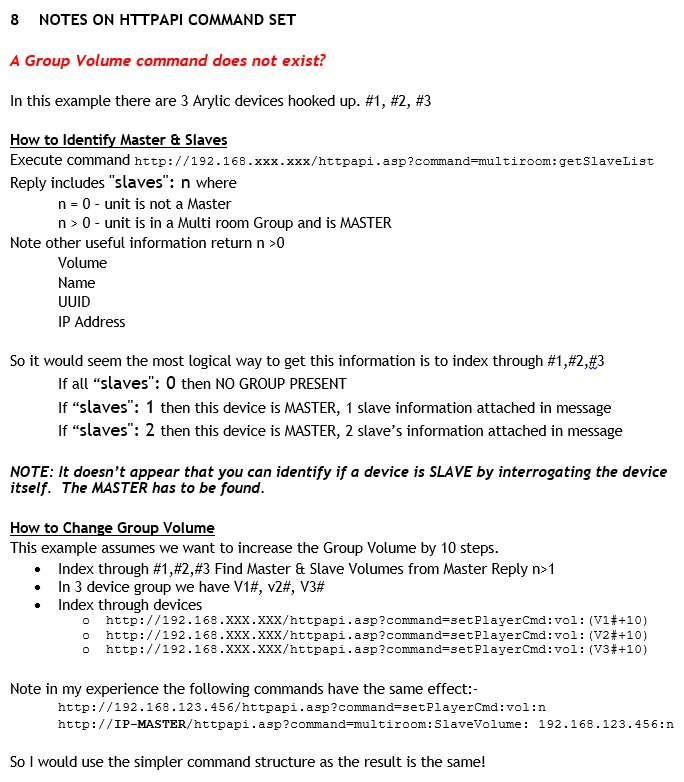 8 NOTES ON HTTPAPI COMMAND SET
A Group Volume command does not exist?
In this example there are 3 Arylic devices hooked up. #1, #2, #3
How to Identify Master & Slaves
Execute command http://192.168.xxx.xxx/httpapi.asp?command=multiroom:getSlaveList
Reply includes "slaves": n where
n = 0 - unit is not a Master
n > 0 - unit is in a Multi room Group and is MASTER
Note other useful information return n >0
Volume
Name
UUID
IP Address
So it would seem the most logical way to get this information is to index through #1,#2,#3
If all “slaves": 0 then NO GROUP PRESENT
If “slaves": 1 then this device is MASTER, 1 slave information attached in message
If “slaves": 2 then this device is MASTER, 2 slave’s information attached in message
NOTE: It doesn’t appear that you can identify if a device is SLAVE by interrogating the device
itself. The MASTER has to be found.
How to Change Group Volume
This example assumes we want to increase the Group Volume by 10 steps.
• Index through #1,#2,#3 Find Master & Slave Volumes from Master Reply n>1
• In 3 device group we have V1#, v2#, V3#
• Index through devices
o http://192.168.XXX.XXX/httpapi.asp?command=setPlayerCmd:vol:(V1#+10)
o http://192.168.XXX.XXX/httpapi.asp?command=setPlayerCmd:vol:(V2#+10)
o http://192.168.XXX.XXX/httpapi.asp?command=setPlayerCmd:vol:(V3#+10)
Note in my experience the following commands have the same effect:-
http://192.168.123.456/httpapi.asp?command=setPlayerCmd:vol:n
http://IP-MASTER/httpapi.asp?command=multiroom:SlaveVolume: 192.168.123.456:n
So I would use the simpler command structure as the result is the same!